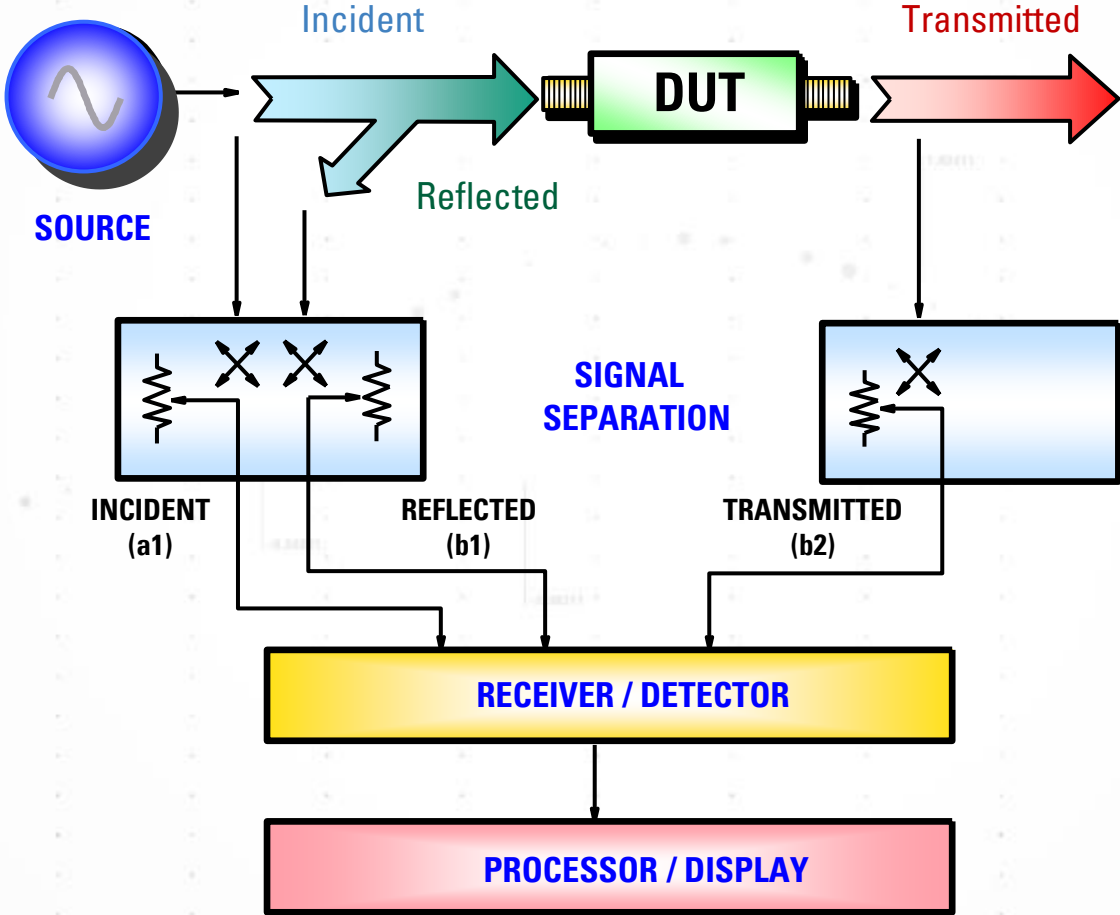 Incident
Transmitted
DUT
Reflected
SOURCE
SIGNAL
SEPARATION
INCIDENT
(a1)
REFLECTED
(b1)
TRANSMITTED
(b2)
RECEIVER / DETECTOR
PROCESSOR / DISPLAY